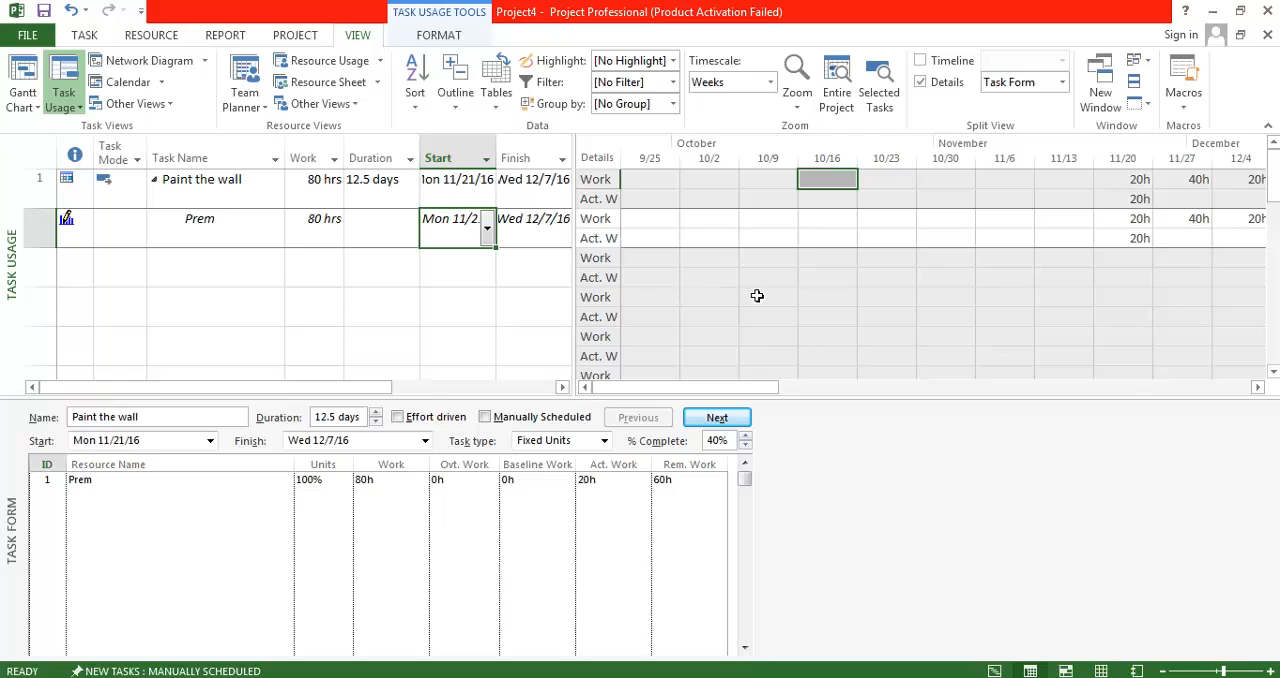 TASK USAGE TOOLS Project4 - Project Professional (Product Activation Failed)
FILE TASK RESOURCE REPORT PROJECT VIEW FORMAT Sign in
Gantt Chart
Task Usage
Network Diagram
Calendar
Other Views
Task Views
Team Planner
Resource Usage
Resource Sheet
Other Views
Resource Views
Sort
Outline
Tables
Highlight: [No Highlight]
Filter: [No Filter]
Group by: [No Group]
Data
Timescale:
Weeks
Zoom
Entire Project
Selected Tasks
Zoom
Timeline
Details Task Form
Split View
New Window
Window
Macros
Macros
Task Mode Task Name Work Duration Start Finish
Details October November December
9/25 10/2 10/9 10/16 10/23 10/30 11/6 11/13 11/20 11/27 12/4
1 Paint the wall 80 hrs 12.5 days 1on 11/21/16 Wed 12/7/16 Work 20h 40h 20h
Act. W 20h
Prem 80 hrs Mon 11/2 Wed 12/7/16 Work 20h 40h 20h
Act. W 20h
Work
Act. W
Work
Act. W
Work
Act. W
Work
TASK USAGE
Name: Paint the wall Duration: 12.5 days Effort driven Manually Scheduled Previous Next
Start: Mon 11/21/16 Finish: Wed 12/7/16 Task type: Fixed Units % Complete: 40%
ID Resource Name Units Work Ovt. Work Baseline Work Act. Work Rem. Work
1 Prem 100% 80h 0h 0h 20h 60h
TASK FORM
READY NEW TASKS : MANUALLY SCHEDULED